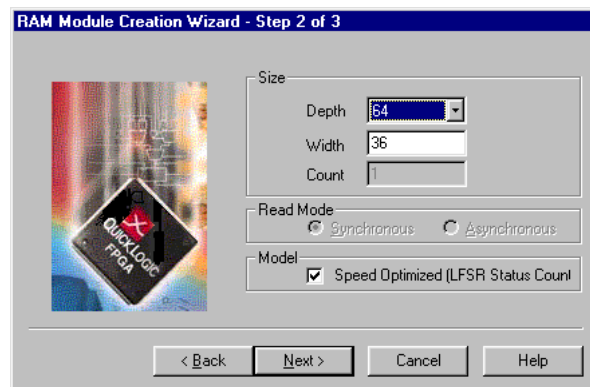 RAM Module Creation Wizard - Step 2 of 3
Size
Depth 64
Width 36
Count 1
Read Mode
Synchronous Asynchronous
Model
Speed Optimized (LFSR Status Count
QUICKLOGIC
FPGA
< Back Next > Cancel Help